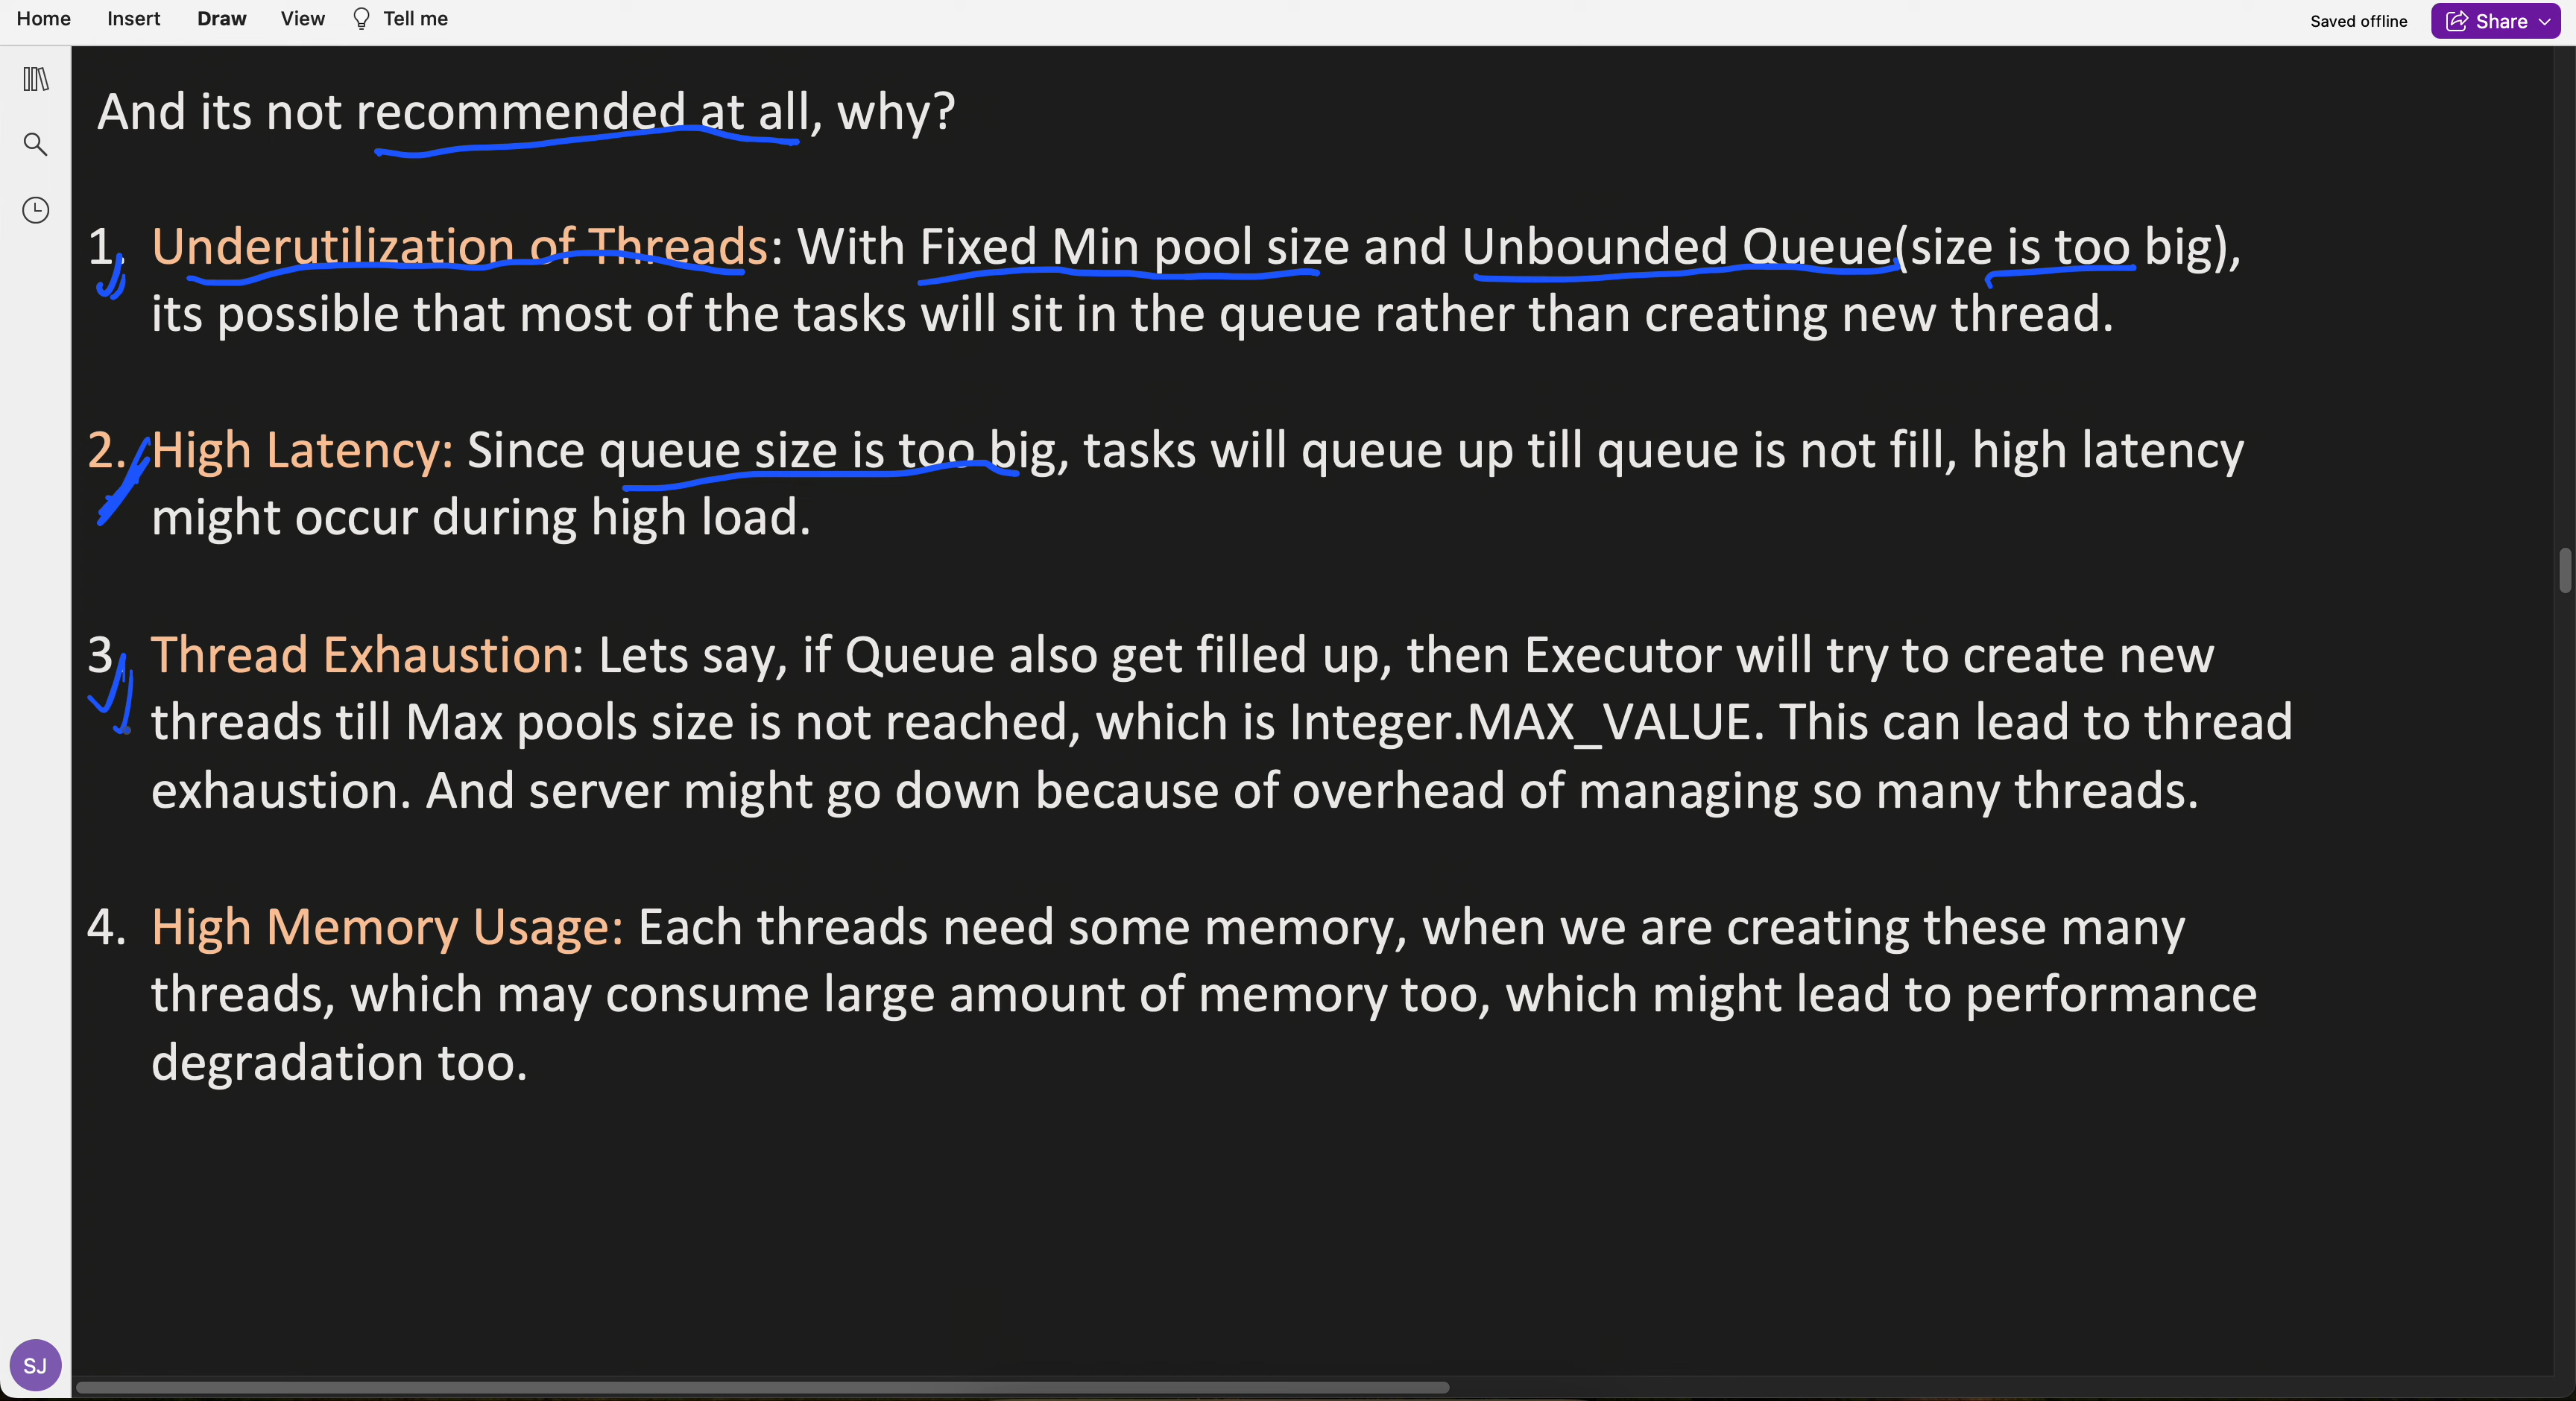 Home Insert Draw View Tell me Saved offline Share
And its not recommended at all, why?
1. Underutilization of Threads: With Fixed Min pool size and Unbounded Queue(size is too big),
its possible that most of the tasks will sit in the queue rather than creating new thread.
2. High Latency: Since queue size is too big, tasks will queue up till queue is not fill, high latency
might occur during high load.
3. Thread Exhaustion: Lets say, if Queue also get filled up, then Executor will try to create new
threads till Max pools size is not reached, which is Integer.MAX_VALUE. This can lead to thread
exhaustion. And server might go down because of overhead of managing so many threads.
4. High Memory Usage: Each threads need some memory, when we are creating these many
threads, which may consume large amount of memory too, which might lead to performance
degradation too.
SJ